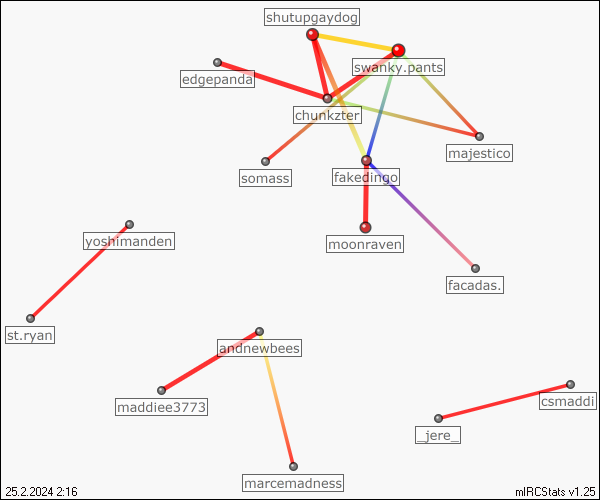 shutupgaydog
swanky.pants
edgepanda
chunkzter
majestico
somass
fakedingo
yoshimanden
moonraven
facadas.
st.ryan
andnewbees
maddiee3773
csmaddi
_jere_
marcemadness
25.2.2024 2:16
mIRCStats v1.25